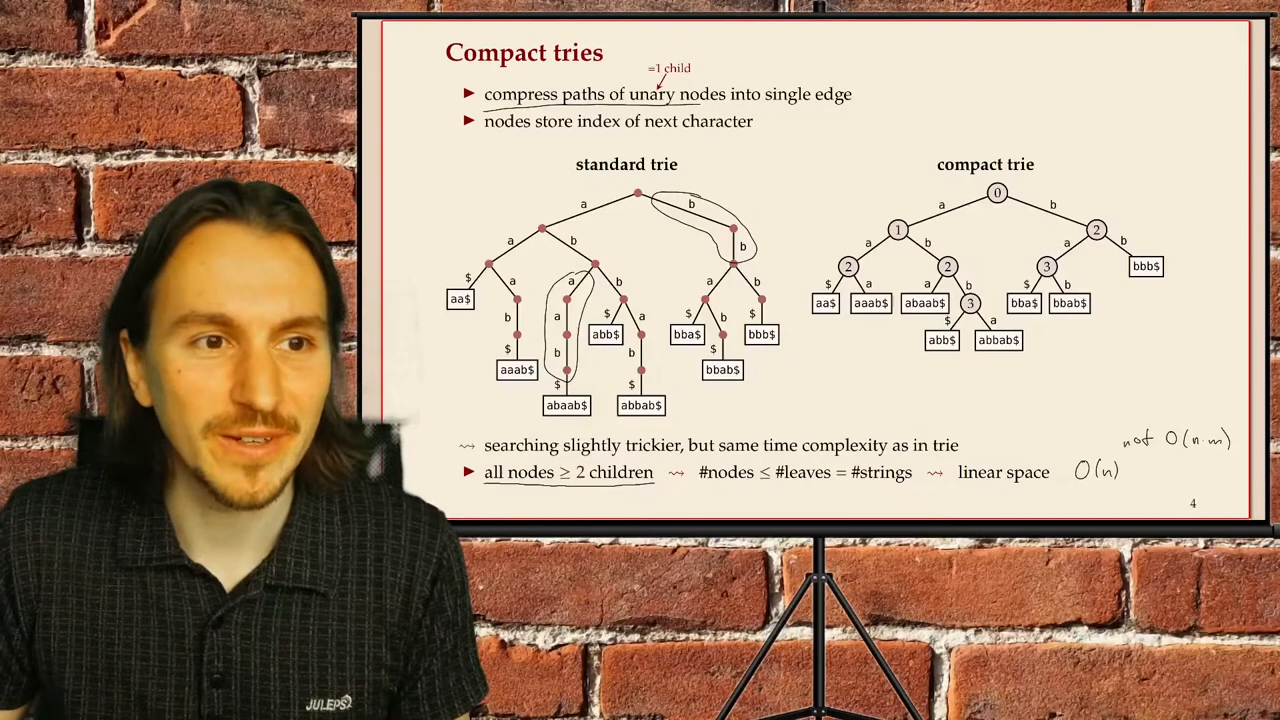 Compact tries
=1 child
▶ compress paths of unary nodes into single edge
▶ nodes store index of next character
standard trie
compact trie
a b
a b b
$ a a b a b
aa$
b a $ a b $
abb$ bba$ bbb$
$ b b $
aaab$ bbab$
$ $
abaab$ abbab$
0
a b
1 2
a b a b
2 2 3 bbb$
$ a a b $ b
aa$ aaab$ abaab$ 3 bba$ bbab$
$ a
abb$ abbab$
⇝ searching slightly trickier, but same time complexity as in trie
not O(n·m)
▶ all nodes ≥ 2 children ⇝ #nodes ≤ #leaves = #strings ⇝ linear space O(n)
4
JULEPS